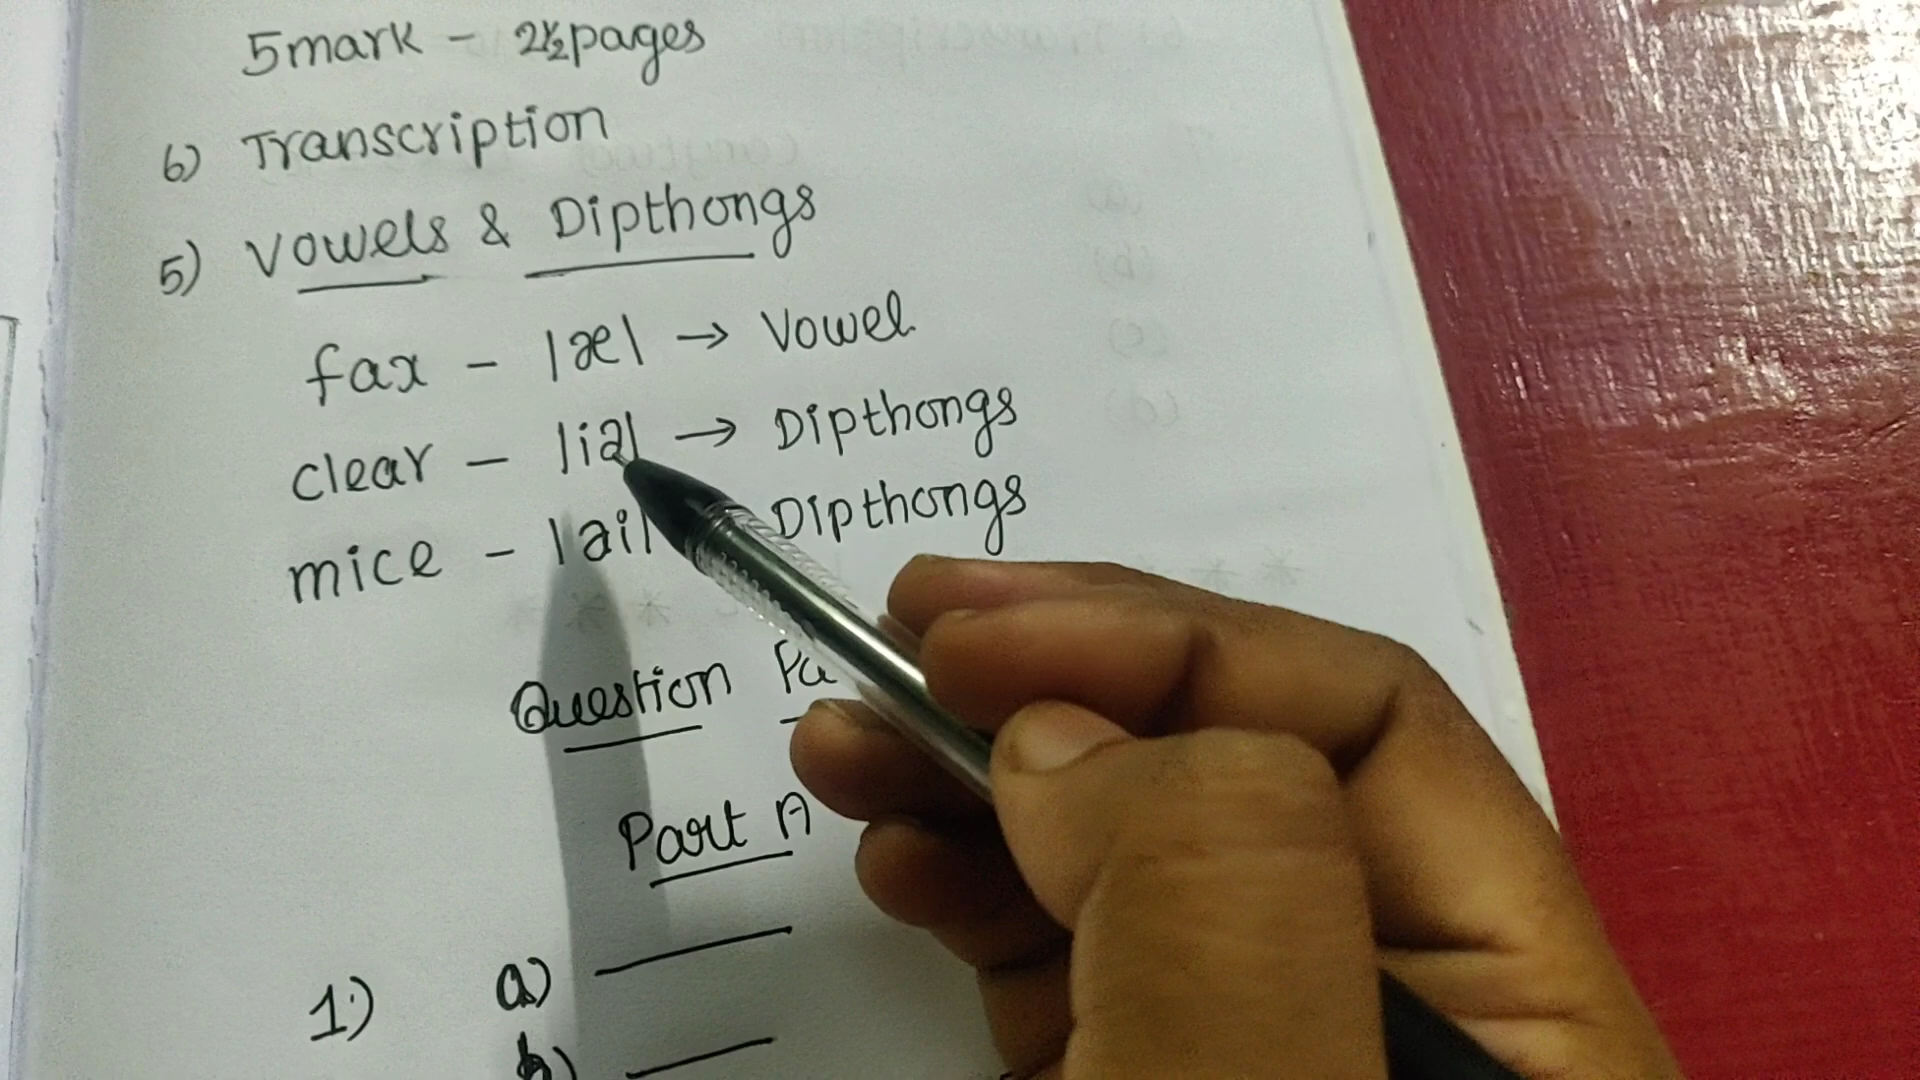 5mark - 2½pages
6) Transcription
5) Vowels & Dipthongs
fax - |æ| → Vowel
clear - |iə| → Dipthongs
mice - |ai| Dipthongs
Question
Part A
1) a)
b)